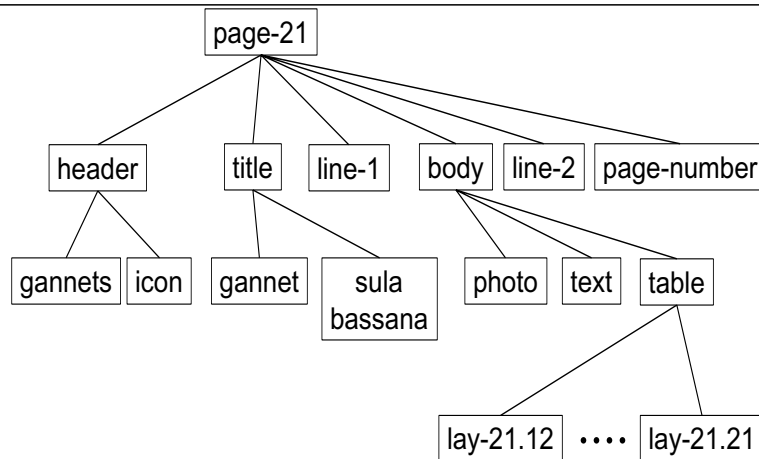 page-21
header title line-1 body line-2 page-number
gannets icon gannet sula photo text table
bassana
lay-21.12 .... lay-21.21